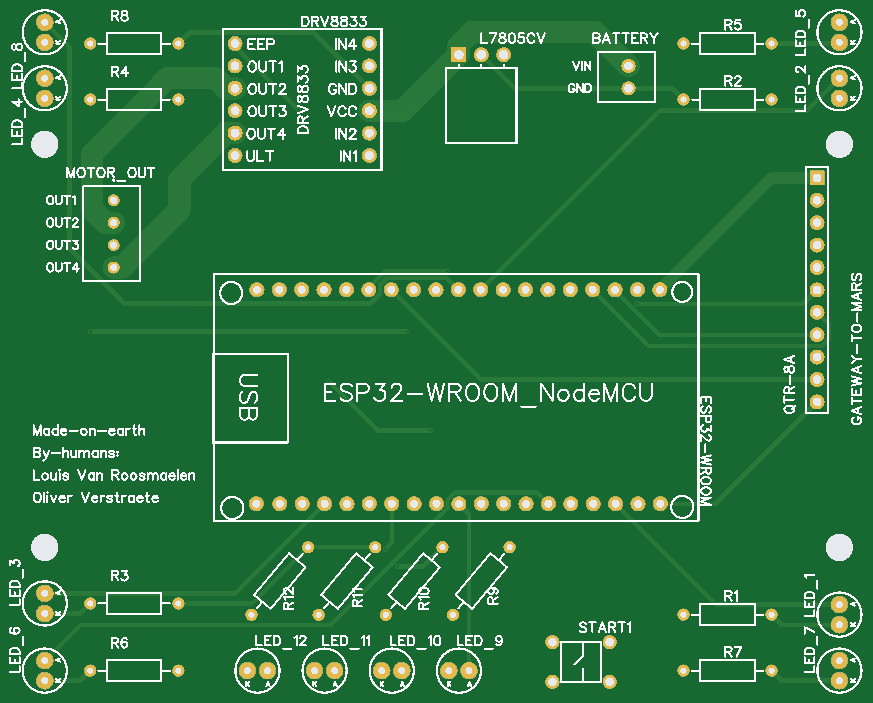 R8
DRV8833
LED_8
LED_4
EEP
OUT1
OUT2
OUT3
OUT4
ULT
DRV8833
IN4
IN3
GND
VCC
IN2
IN1
L7805CV
BATTERY
VIN
GND
R5
LED_5
R4
R2
LED_2
MOTOR_OUT
OUT1
OUT2
OUT3
OUT4
USB
ESP32-WROOM_NodeMCU
ESP32-WROOM
QTR-8A
GATEWAY-TO-MARS
Made-on-earth
By-humans:
Louis Van Roosmaelen
Oliver Verstraete
LED_3
R3
R12
R11
R10
R9
R1
LED_1
LED_6
R6
LED_12
LED_11
LED_10
LED_9
START1
R7
LED_7
K
A
K
A
K
A
K
A